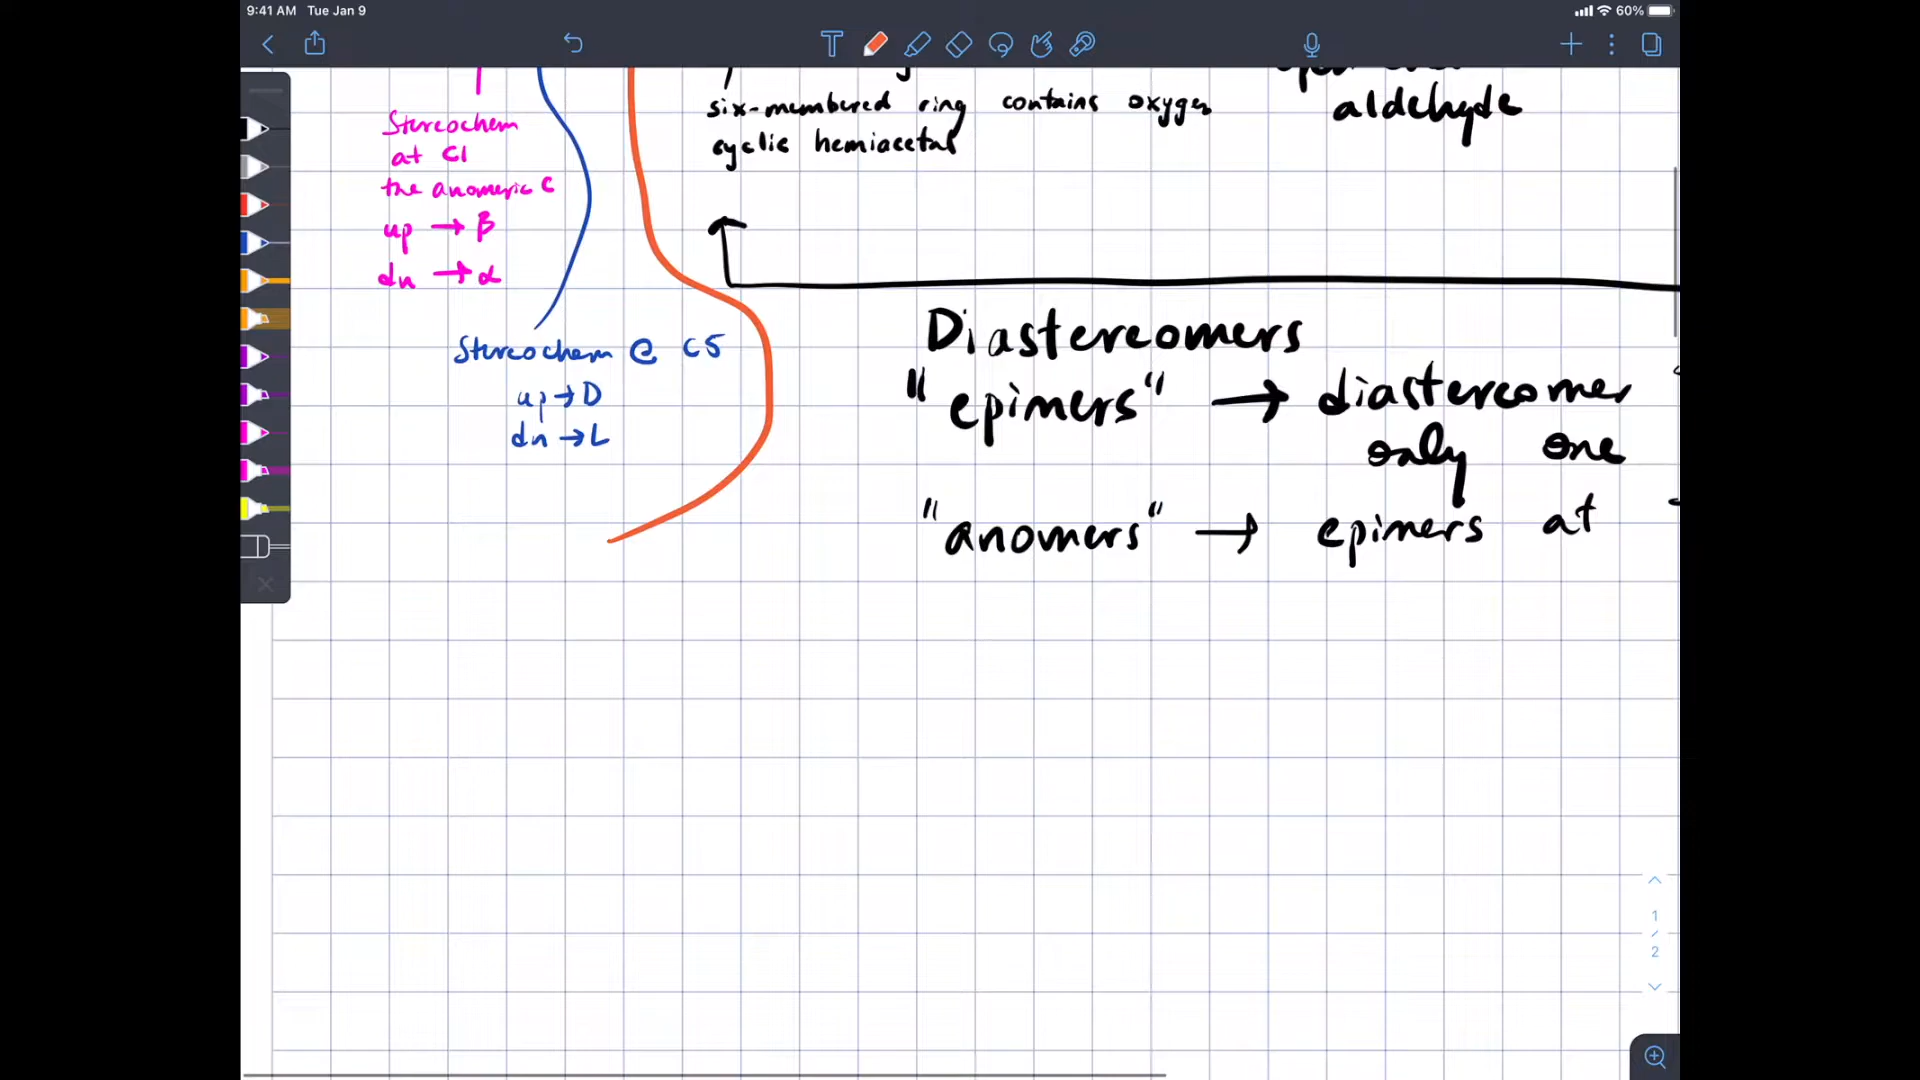 9:41 AM Tue Jan 9
60%
six-membered ring contains oxygen
cyclic hemiacetal
aldehyde
Stereochem
at C1
the anomeric C
up → β
dn → α
Stereochem @ C5
up → D
dn → L
Diastereomers
"epimers" → diastereomer
only one
"anomers" → epimers at
1
/
2